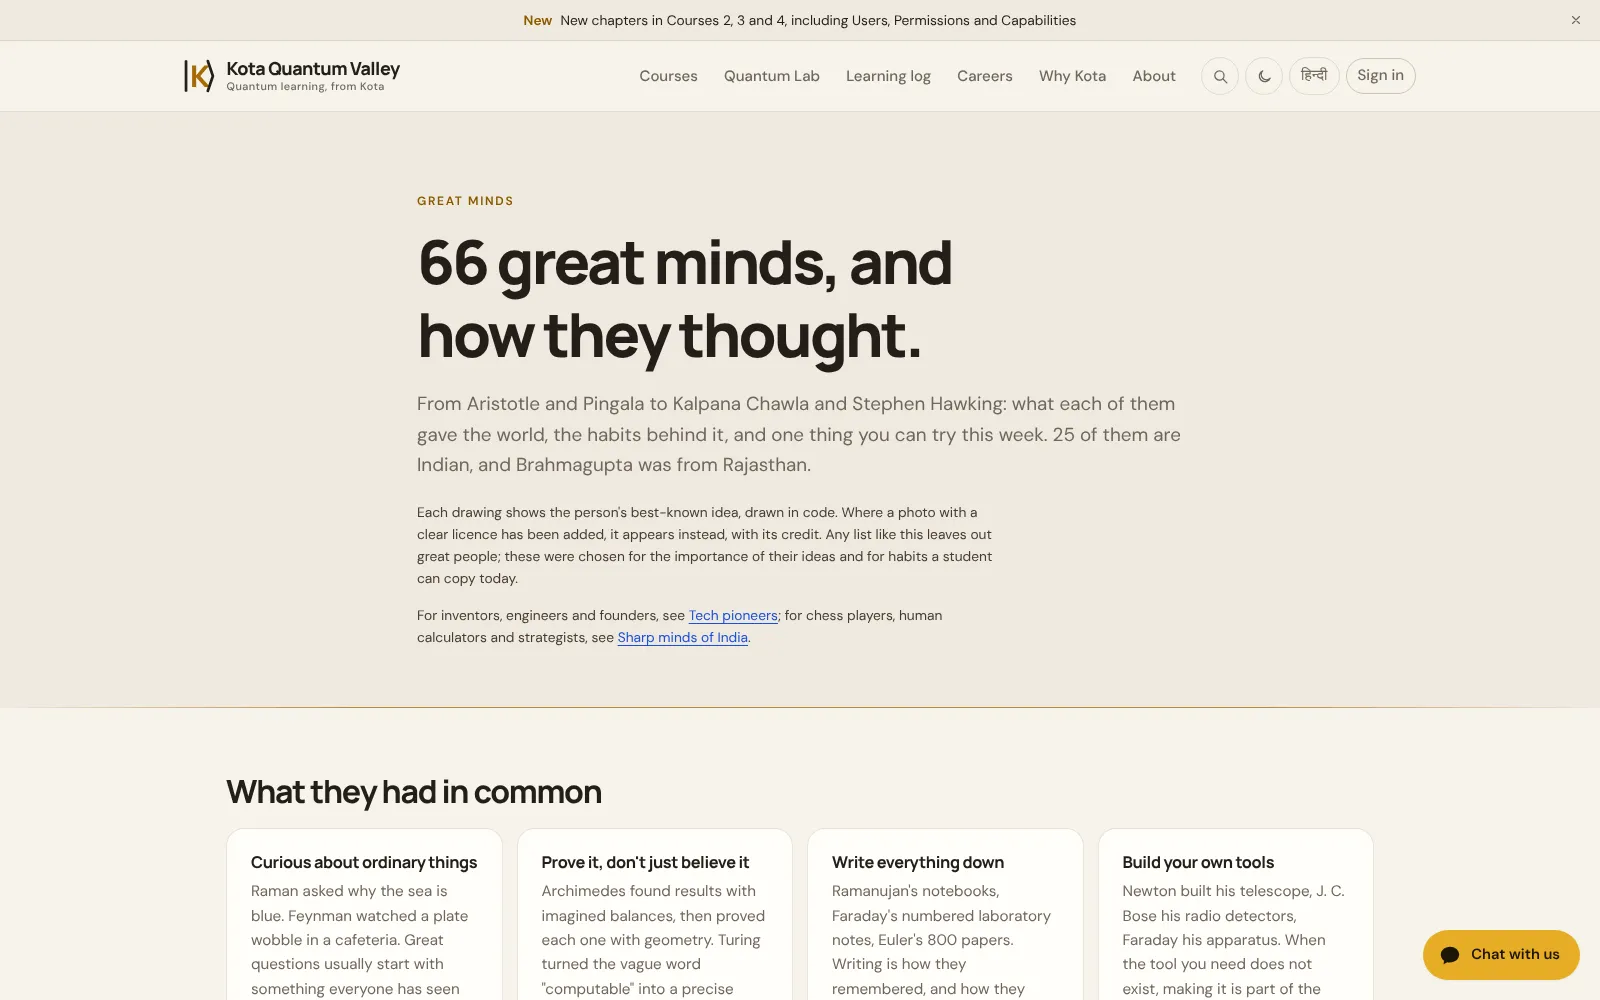 New New chapters in Courses 2, 3 and 4, including Users, Permissions and Capabilities
Kota Quantum Valley
Quantum learning, from Kota
Courses
Quantum Lab
Learning log
Careers
Why Kota
About
हिन्दी
Sign in
GREAT MINDS
66 great minds, and
how they thought.
From Aristotle and Pingala to Kalpana Chawla and Stephen Hawking: what each of them
gave the world, the habits behind it, and one thing you can try this week. 25 of them are
Indian, and Brahmagupta was from Rajasthan.
Each drawing shows the person's best-known idea, drawn in code. Where a photo with a
clear licence has been added, it appears instead, with its credit. Any list like this leaves out
great people; these were chosen for the importance of their ideas and for habits a student
can copy today.
For inventors, engineers and founders, see Tech pioneers; for chess players, human
calculators and strategists, see Sharp minds of India.
What they had in common
Curious about ordinary things
Raman asked why the sea is
blue. Feynman watched a plate
wobble in a cafeteria. Great
questions usually start with
something everyone has seen
Prove it, don't just believe it
Archimedes found results with
imagined balances, then proved
each one with geometry. Turing
turned the vague word
"computable" into a precise
Write everything down
Ramanujan's notebooks,
Faraday's numbered laboratory
notes, Euler's 800 papers.
Writing is how they
remembered, and how they
Build your own tools
Newton built his telescope, J. C.
Bose his radio detectors,
Faraday his apparatus. When
the tool you need does not
exist, making it is part of the
Chat with us